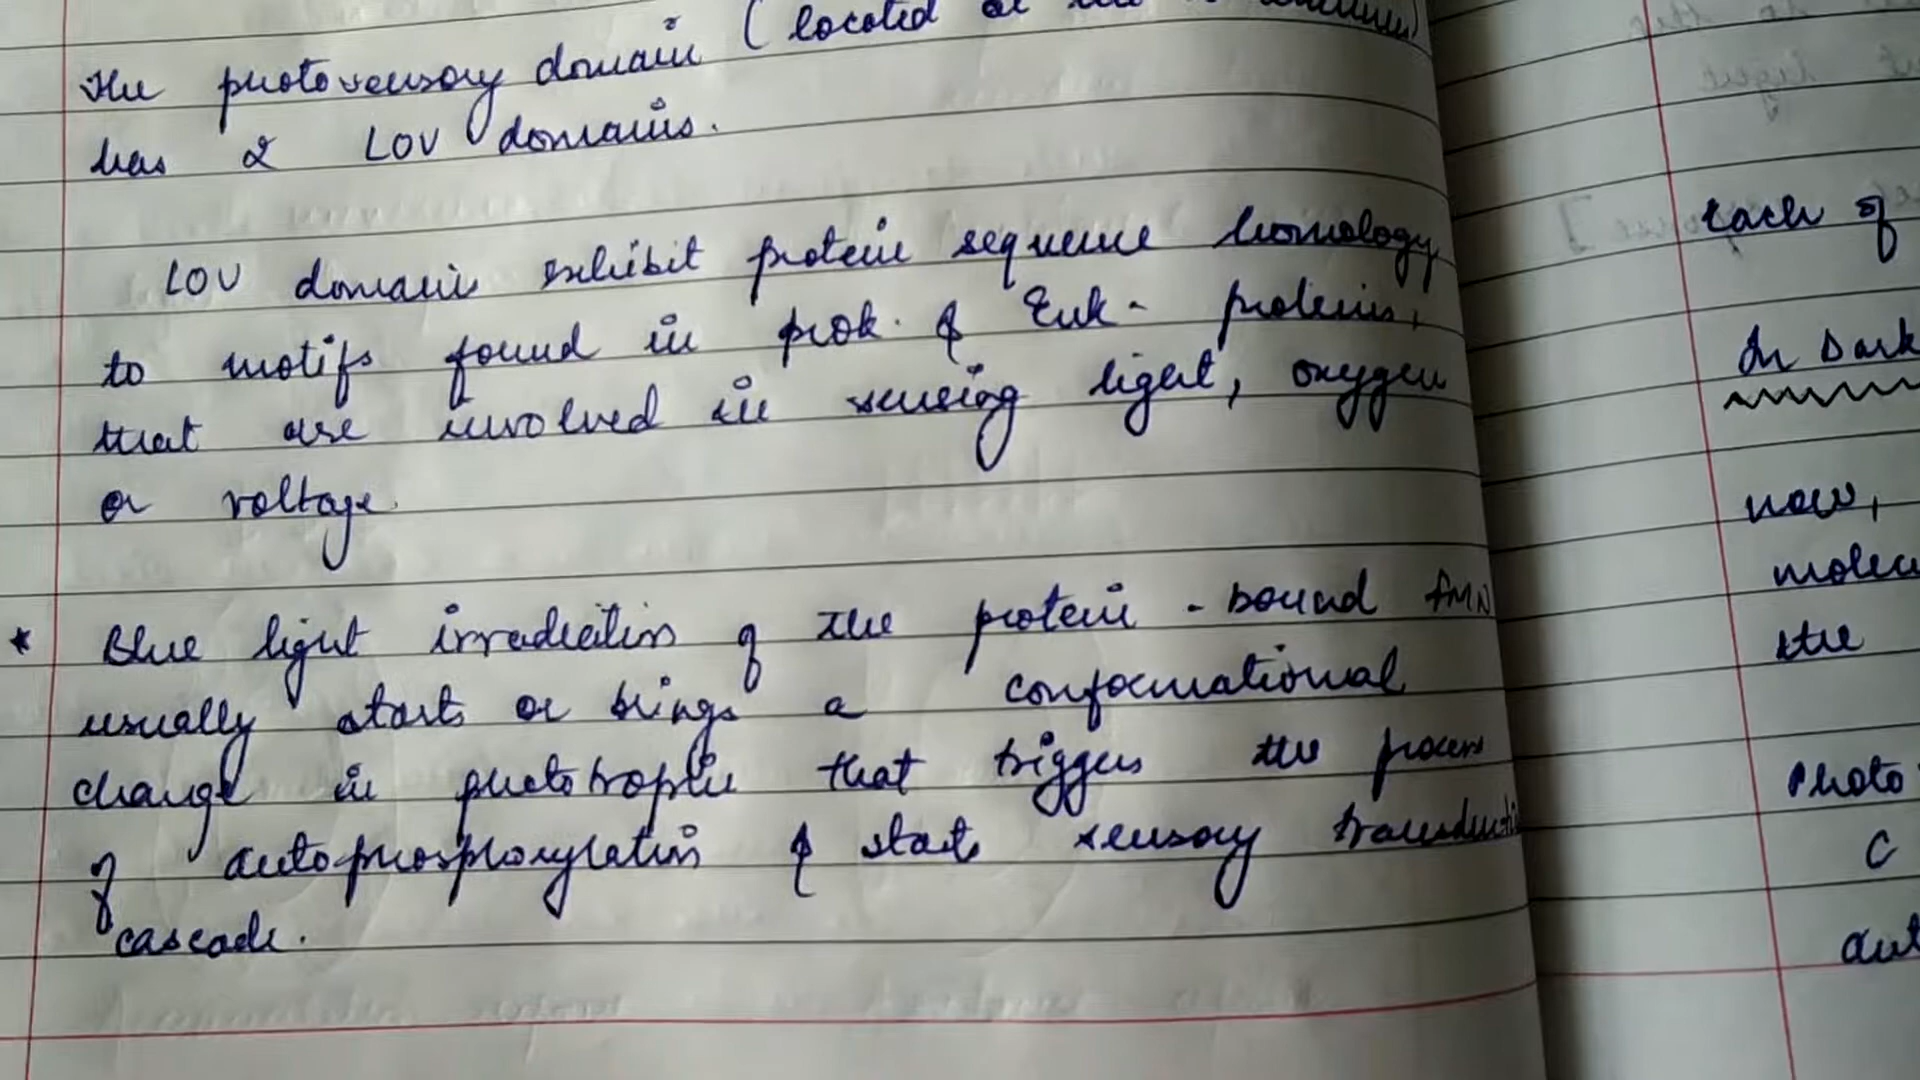 The photosensory domain (located at the N
has 2 LOV domains.
LOV domains exhibit protein sequence homology
to motifs found in prok. & Euk. proteins,
that are involved in sensing light, oxygen
or voltage.
* Blue light irradiation of the protein-bound FMN
usually starts or brings a conformational
change in phototropin that triggers the process
of autophosphorylation & starts sensory
cascade.
each of
In Dark
now,
the
Photo
C